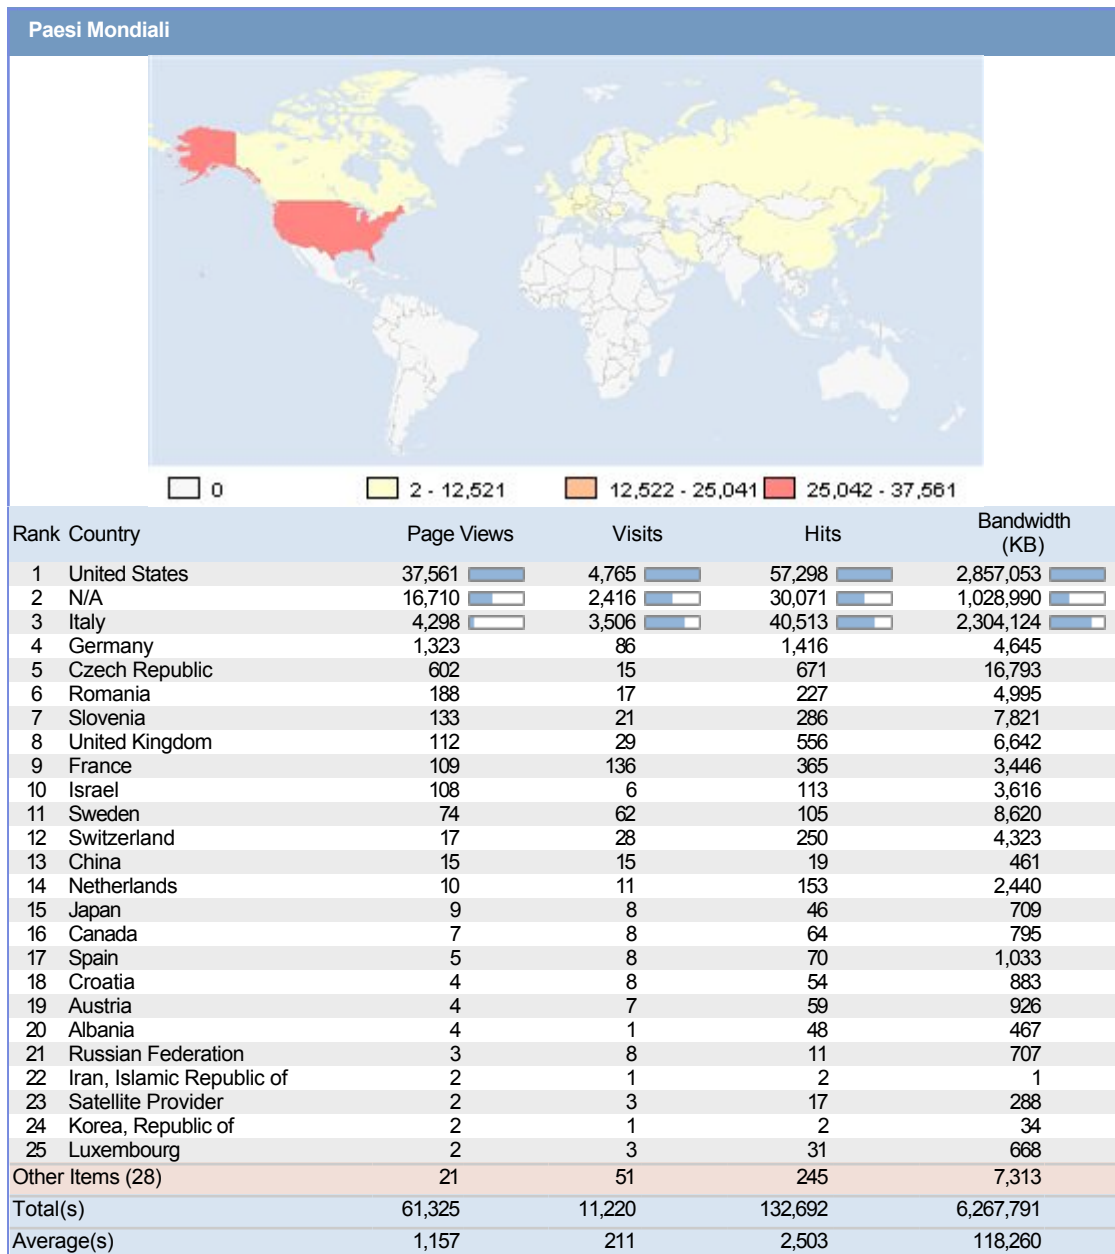 Paesi Mondiali
0 2 - 12,521 12,522 - 25,041 25,042 - 37,561
Rank Country Page Views Visits Hits Bandwidth (KB)
1 United States 37,561 4,765 57,298 2,857,053
2 N/A 16,710 2,416 30,071 1,028,990
3 Italy 4,298 3,506 40,513 2,304,124
4 Germany 1,323 86 1,416 4,645
5 Czech Republic 602 15 671 16,793
6 Romania 188 17 227 4,995
7 Slovenia 133 21 286 7,821
8 United Kingdom 112 29 556 6,642
9 France 109 136 365 3,446
10 Israel 108 6 113 3,616
11 Sweden 74 62 105 8,620
12 Switzerland 17 28 250 4,323
13 China 15 15 19 461
14 Netherlands 10 11 153 2,440
15 Japan 9 8 46 709
16 Canada 7 8 64 795
17 Spain 5 8 70 1,033
18 Croatia 4 8 54 883
19 Austria 4 7 59 926
20 Albania 4 1 48 467
21 Russian Federation 3 8 11 707
22 Iran, Islamic Republic of 2 1 2 1
23 Satellite Provider 2 3 17 288
24 Korea, Republic of 2 1 2 34
25 Luxembourg 2 3 31 668
Other Items (28) 21 51 245 7,313
Total(s) 61,325 11,220 132,692 6,267,791
Average(s) 1,157 211 2,503 118,260